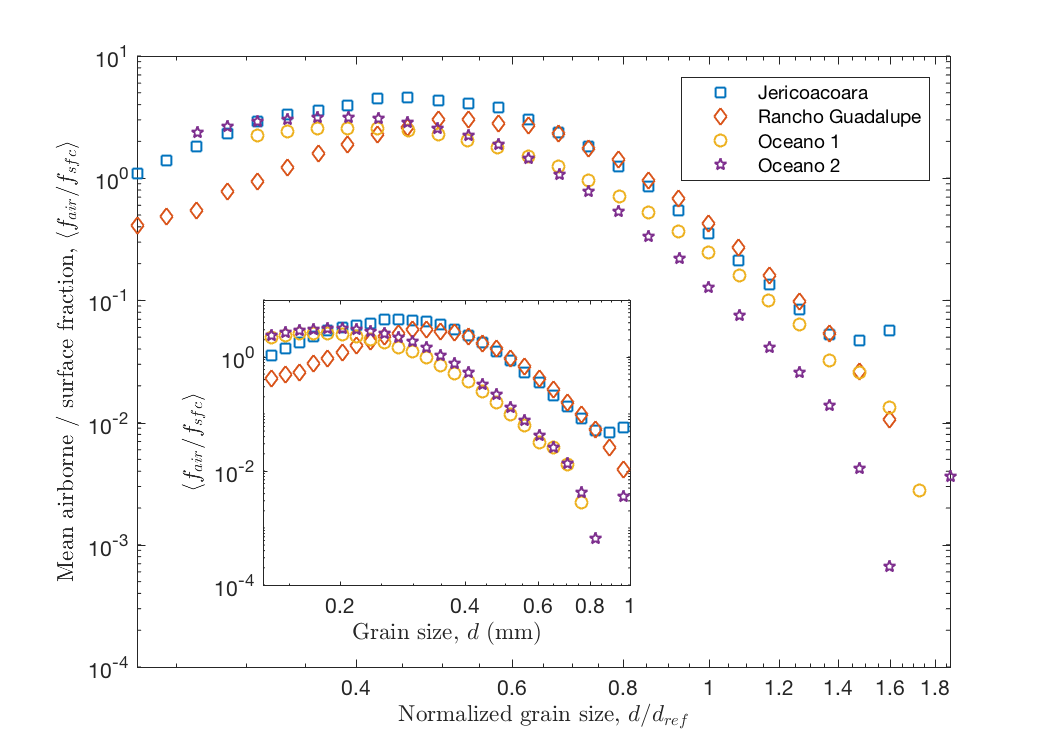 10^1
10^0
10^-1
10^-2
10^-3
10^-4
Mean airborne / surface fraction, ⟨f_air/f_sfc⟩
Jericoacoara
Rancho Guadalupe
Oceano 1
Oceano 2
10^0
10^-2
10^-4
⟨f_air/f_sfc⟩
0.2 0.4 0.6 0.8 1
Grain size, d (mm)
0.4 0.6 0.8 1 1.2 1.4 1.6 1.8
Normalized grain size, d/d_ref